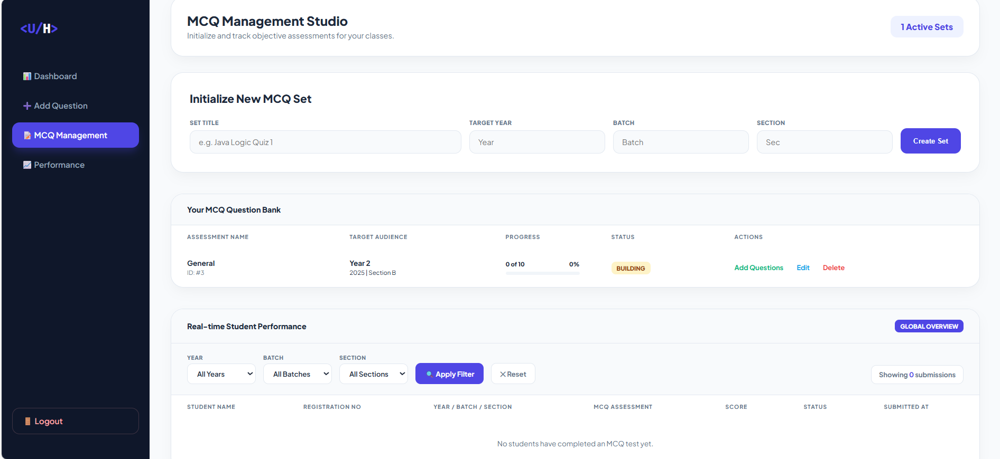 <U/H>
Dashboard
Add Question
MCQ Management
Performance
Logout
MCQ Management Studio
Initialize and track objective assessments for your classes.
1 Active Sets
Initialize New MCQ Set
SET TITLE TARGET YEAR BATCH SECTION
e.g. Java Logic Quiz 1 Year Batch Sec Create Set
Your MCQ Question Bank
ASSESSMENT NAME TARGET AUDIENCE PROGRESS STATUS ACTIONS
General Year 2 0 of 10 0% BUILDING Add Questions Edit Delete
ID: #3 2025 | Section B
Real-time Student Performance GLOBAL OVERVIEW
YEAR BATCH SECTION
All Years All Batches All Sections Apply Filter Reset Showing 0 submissions
STUDENT NAME REGISTRATION NO YEAR / BATCH / SECTION MCQ ASSESSMENT SCORE STATUS SUBMITTED AT
No students have completed an MCQ test yet.